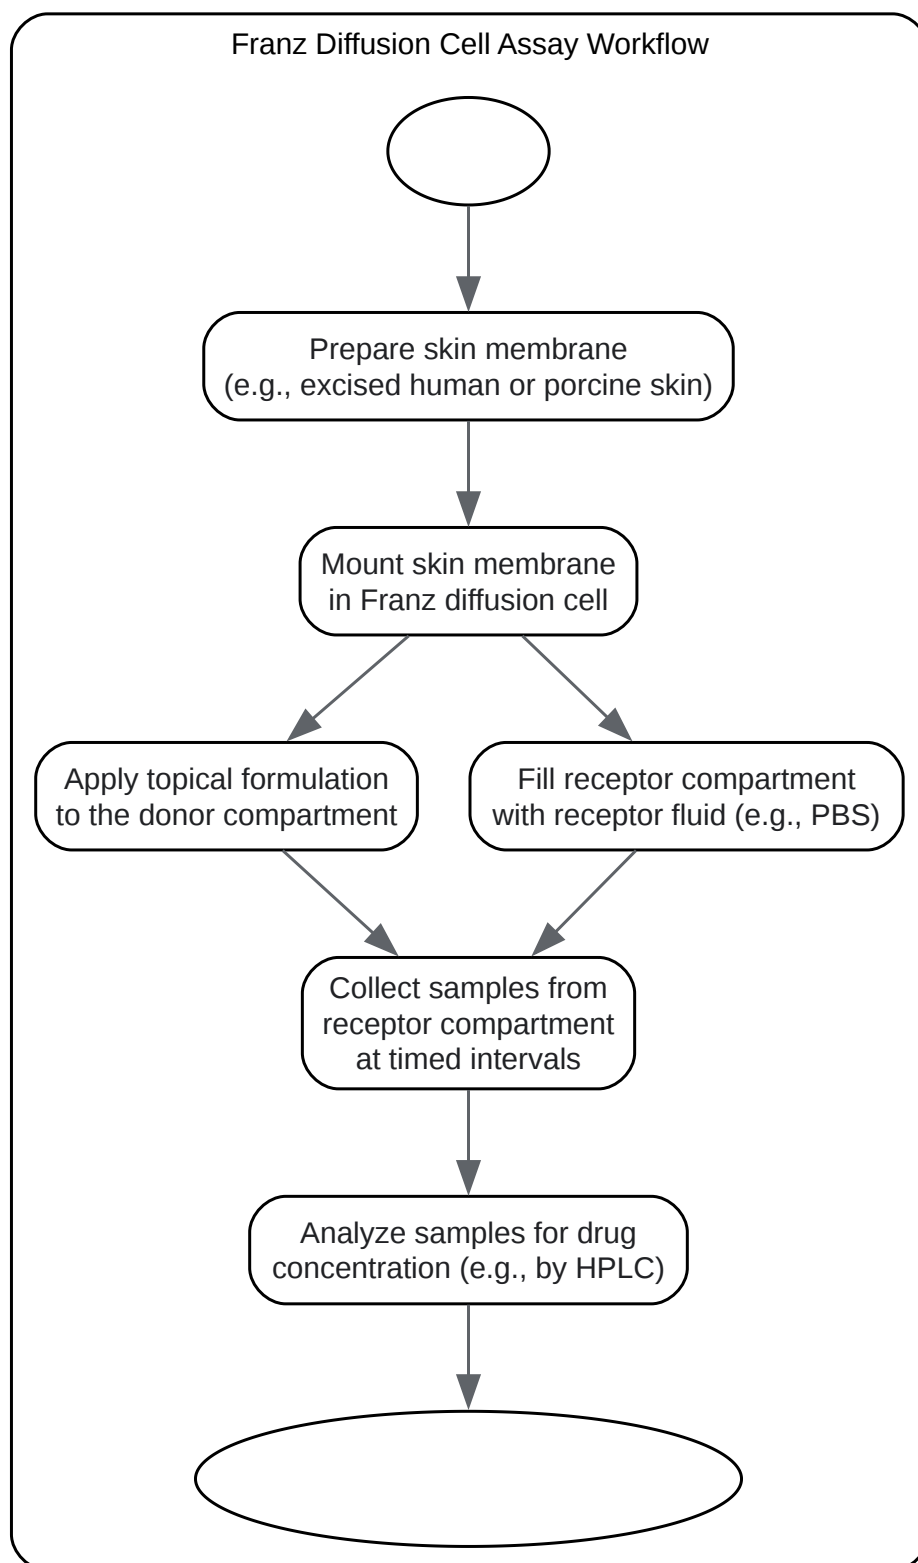 Franz Diffusion Cell Assay Workflow
Prepare skin membrane
(e.g., excised human or porcine skin)
Mount skin membrane
in Franz diffusion cell
Apply topical formulation
to the donor compartment
Fill receptor compartment
with receptor fluid (e.g., PBS)
Collect samples from
receptor compartment
at timed intervals
Analyze samples for drug
concentration (e.g., by HPLC)